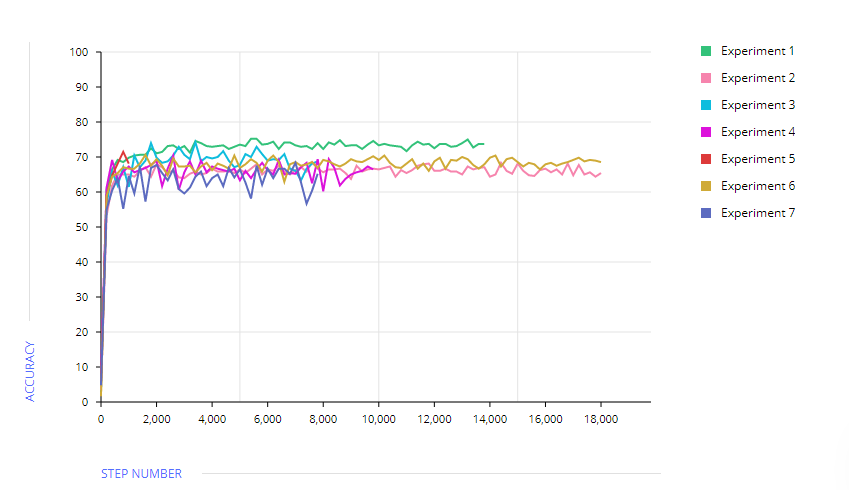 100
90
80
70
60
50
40
30
20
10
0
0 2,000 4,000 6,000 8,000 10,000 12,000 14,000 16,000 18,000
ACCURACY
STEP NUMBER
Experiment 1
Experiment 2
Experiment 3
Experiment 4
Experiment 5
Experiment 6
Experiment 7